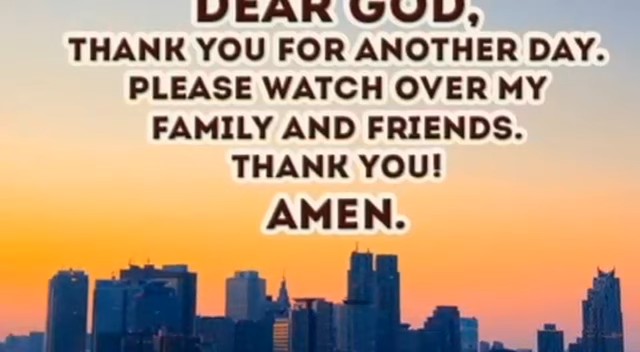 DEAR GOD,
THANK YOU FOR ANOTHER DAY.
PLEASE WATCH OVER MY
FAMILY AND FRIENDS.
THANK YOU!
AMEN.